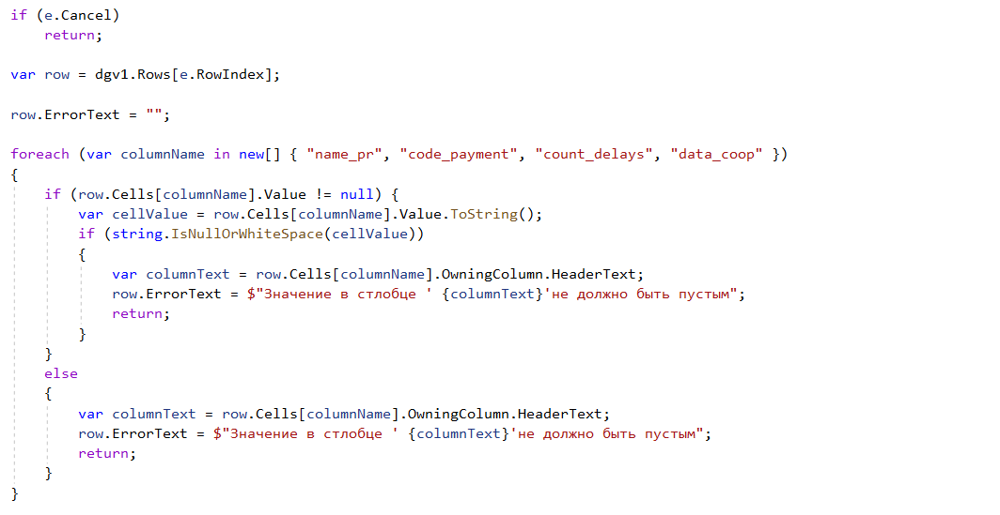 if (e.Cancel)
return;
var row = dgv1.Rows[e.RowIndex];
row.ErrorText = "";
foreach (var columnName in new[] { "name_pr", "code_payment", "count_delays", "data_coop" })
{
if (row.Cells[columnName].Value != null) {
var cellValue = row.Cells[columnName].Value.ToString();
if (string.IsNullOrWhiteSpace(cellValue))
{
var columnText = row.Cells[columnName].OwningColumn.HeaderText;
row.ErrorText = $"Значение в стлобце ' {columnText}'не должно быть пустым";
return;
}
}
else
{
var columnText = row.Cells[columnName].OwningColumn.HeaderText;
row.ErrorText = $"Значение в стлобце ' {columnText}'не должно быть пустым";
return;
}
}